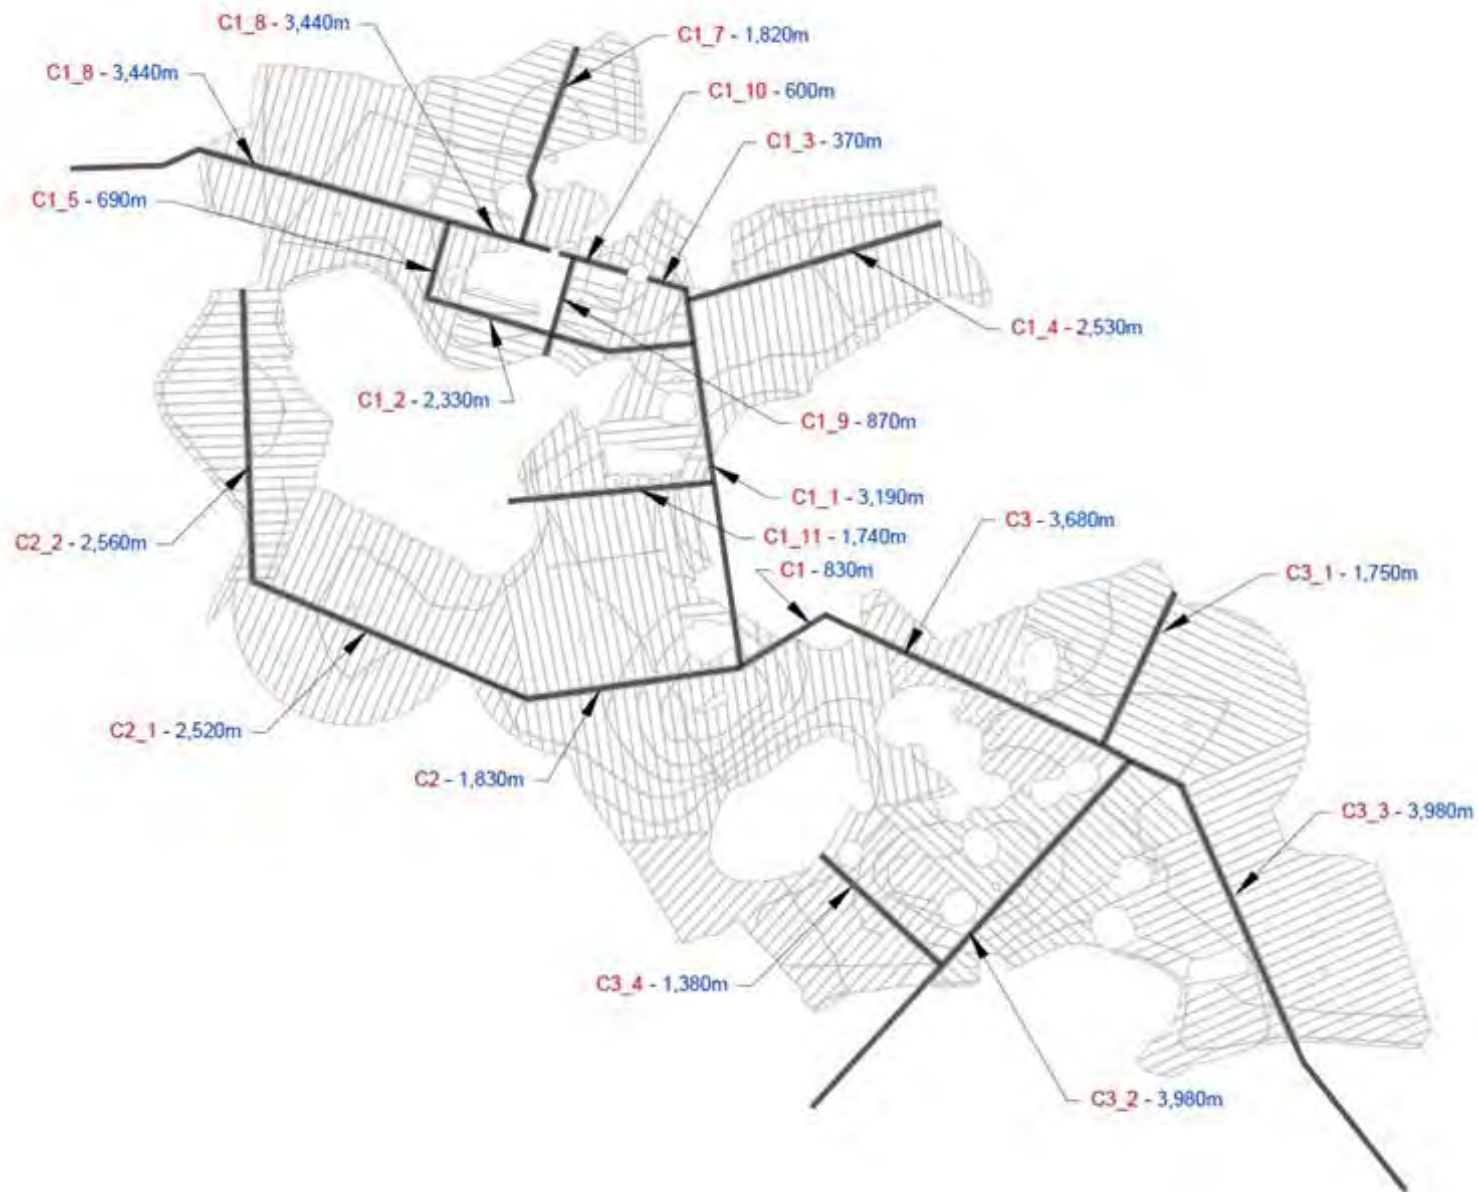 C1_8 - 3,440m
C1_7 - 1,820m
C1_8 - 3,440m
C1_10 - 600m
C1_3 - 370m
C1_5 - 690m
C1_4 - 2,530m
C1_2 - 2,330m
C1_9 - 870m
C1_1 - 3,190m
C3 - 3,680m
C1_11 - 1,740m
C2_2 - 2,560m
C1 - 830m
C3_1 - 1,750m
C2_1 - 2,520m
C2 - 1,830m
C3_3 - 3,980m
C3_4 - 1,380m
C3_2 - 3,980m